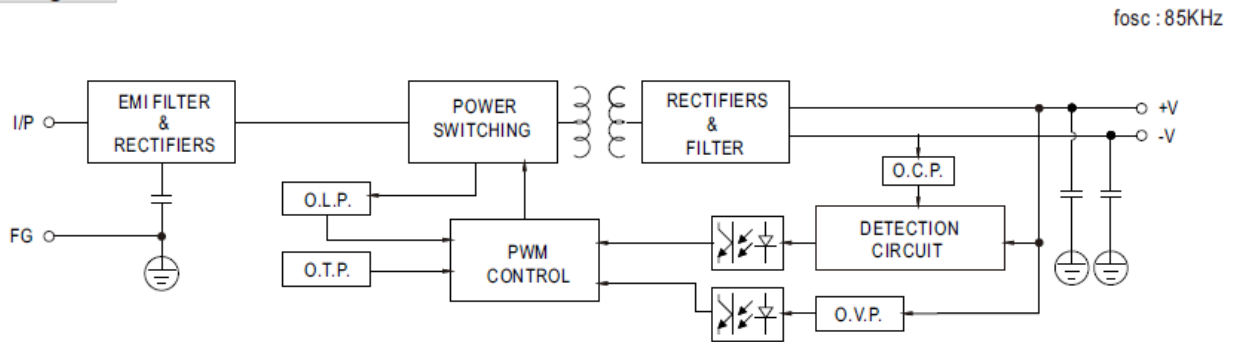 fosc : 85KHz
I/P
EMI FILTER
&
RECTIFIERS
POWER
SWITCHING
RECTIFIERS
&
FILTER
+V
-V
O.C.P.
O.L.P.
FG
DETECTION
CIRCUIT
PWM
CONTROL
O.T.P.
O.V.P.